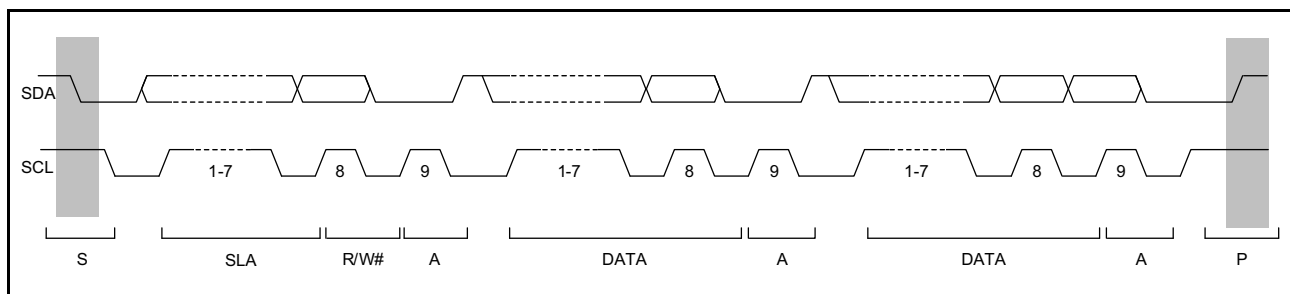 SDA
SCL 1-7 8 9 1-7 8 9 1-7 8 9
S SLA R/W# A DATA A DATA A P